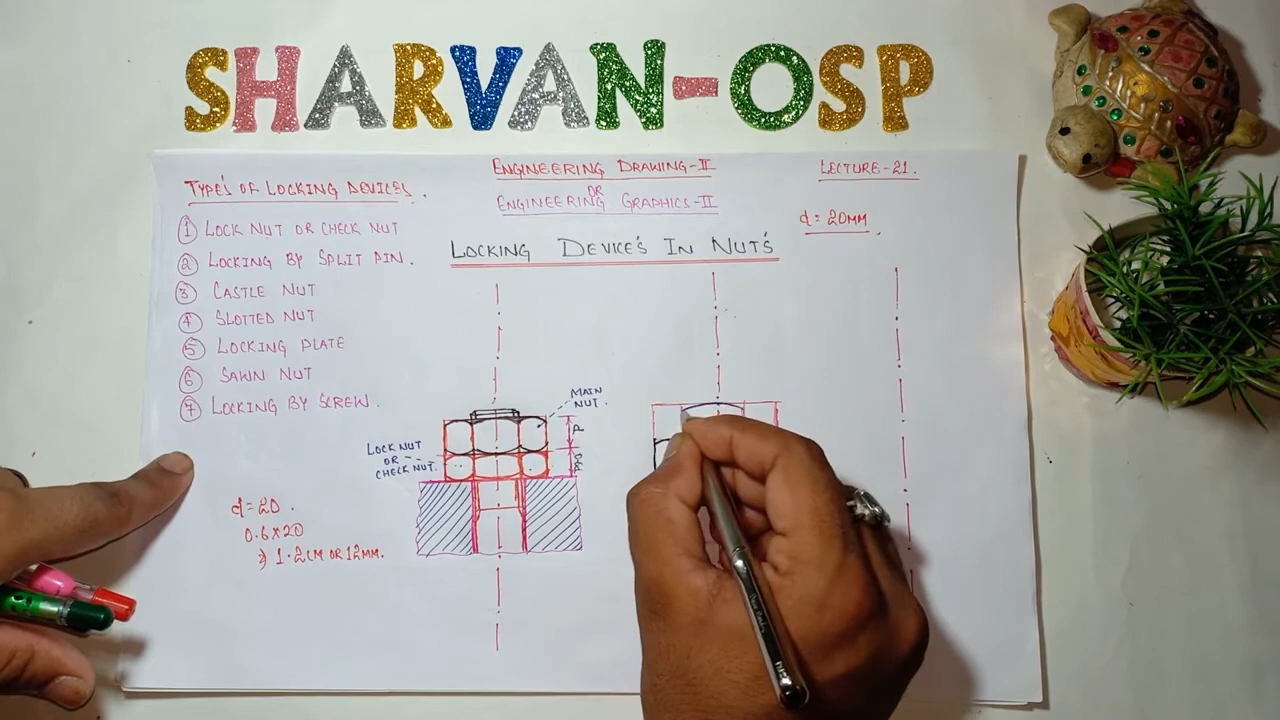 SHARVAN-OSP
ENGINEERING DRAWING-II
OR
ENGINEERING GRAPHICS-II
LECTURE-21.
TYPE'S OF LOCKING DEVICES.
① LOCK NUT OR CHECK NUT
② LOCKING BY SPLIT PIN.
③ CASTLE NUT
④ SLOTTED NUT
⑤ LOCKING PLATE
⑥ SAWN NUT
⑦ LOCKING BY SCREW.
LOCKING DEVICE'S IN NUT'S
d = 20MM.
MAIN
NUT.
LOCK NUT
OR
CHECK NUT.
d
d=20.
0.6×20
⇒ 1.2CM OR 12MM.